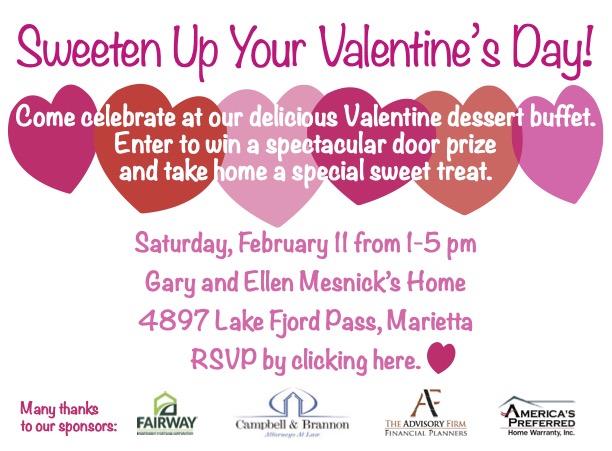 Sweeten Up Your Valentine's Day!
Come celebrate at our delicious Valentine dessert buffet.
Enter to win a spectacular door prize
and take home a special sweet treat.
Saturday, February 11 from 1-5 pm
Gary and Ellen Mesnick's Home
4897 Lake Fjord Pass, Marietta
RSVP by clicking here.
Many thanks
to our sponsors:
FAIRWAY
INDEPENDENT MORTGAGE CORPORATION
Campbell & Brannon
Attorneys At Law
AF
THE ADVISORY FIRM
FINANCIAL PLANNERS
AMERICA'S
PREFERRED
Home Warranty, Inc.